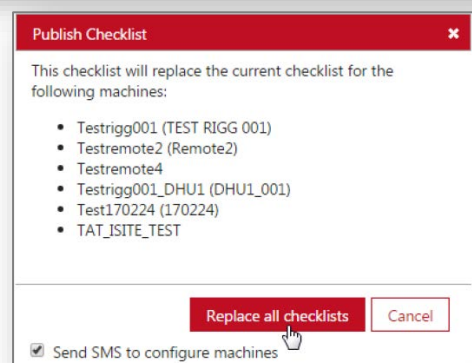 Publish Checklist
This checklist will replace the current checklist for the
following machines:
Testrigg001 (TEST RIGG 001)
Testremote2 (Remote2)
Testremote4
Testrigg001_DHU1 (DHU1_001)
Test170224 (170224)
TAT_ISITE_TEST
Replace all checklists Cancel
Send SMS to configure machines